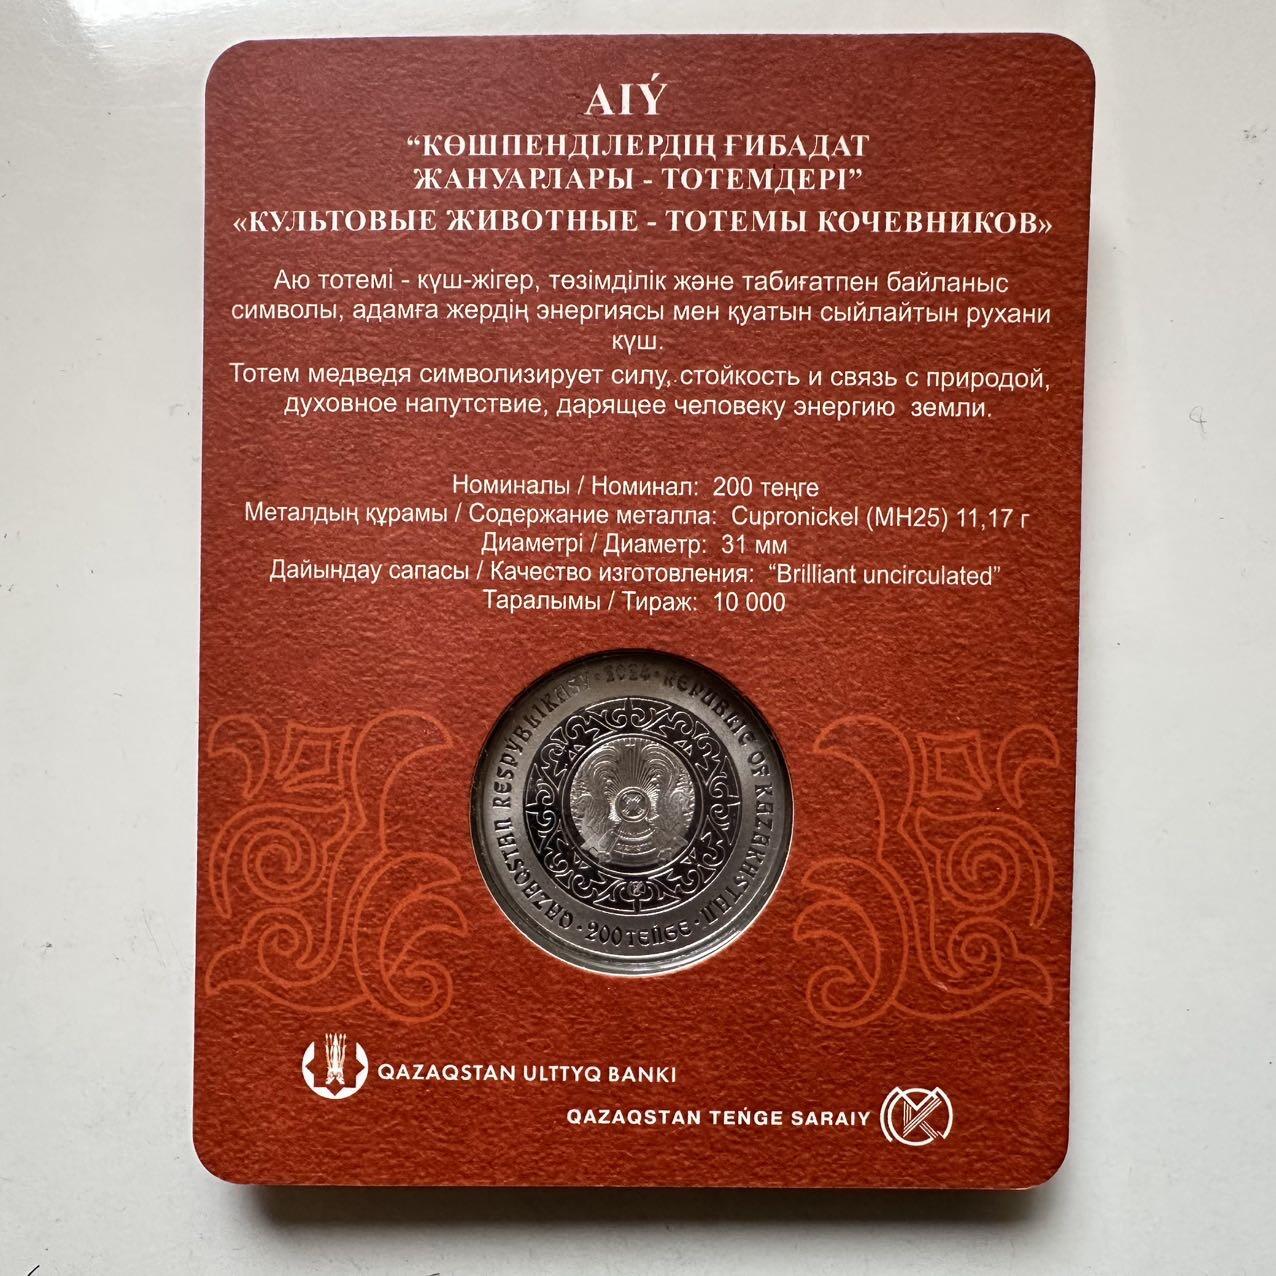 AIÝ
“КӨШПЕНДІЛЕРДІҢ ҒИБАДАТ
ЖАНУАРЛАРЫ - ТОТЕМДЕРІ”
«КУЛЬТОВЫЕ ЖИВОТНЫЕ - ТОТЕМЫ КОЧЕВНИКОВ»
Аю тотемі - күш-жігер, төзімділік және табиғатпен байланыс
символы, адамға жердің энергиясы мен қуатын сыйлайтын рухани
күш.
Тотем медведя символизирует силу, стойкость и связь с природой,
духовное напутствие, дарящее человеку энергию земли.
Номиналы / Номинал: 200 теңге
Металдың құрамы / Содержание металла: Cupronickel (МН25) 11,17 г
Диаметрі / Диаметр: 31 мм
Дайындау сапасы / Качество изготовления: “Brilliant uncirculated”
Таралымы / Тираж: 10 000
QAZAQSTAN RESPÝBLIKASY · 2024 · REPUBLIC OF KAZAKHSTAN · 200 TEŃGE ·
QAZAQSTAN ULTTYQ BANKI
QAZAQSTAN TEŃGE SARAIY